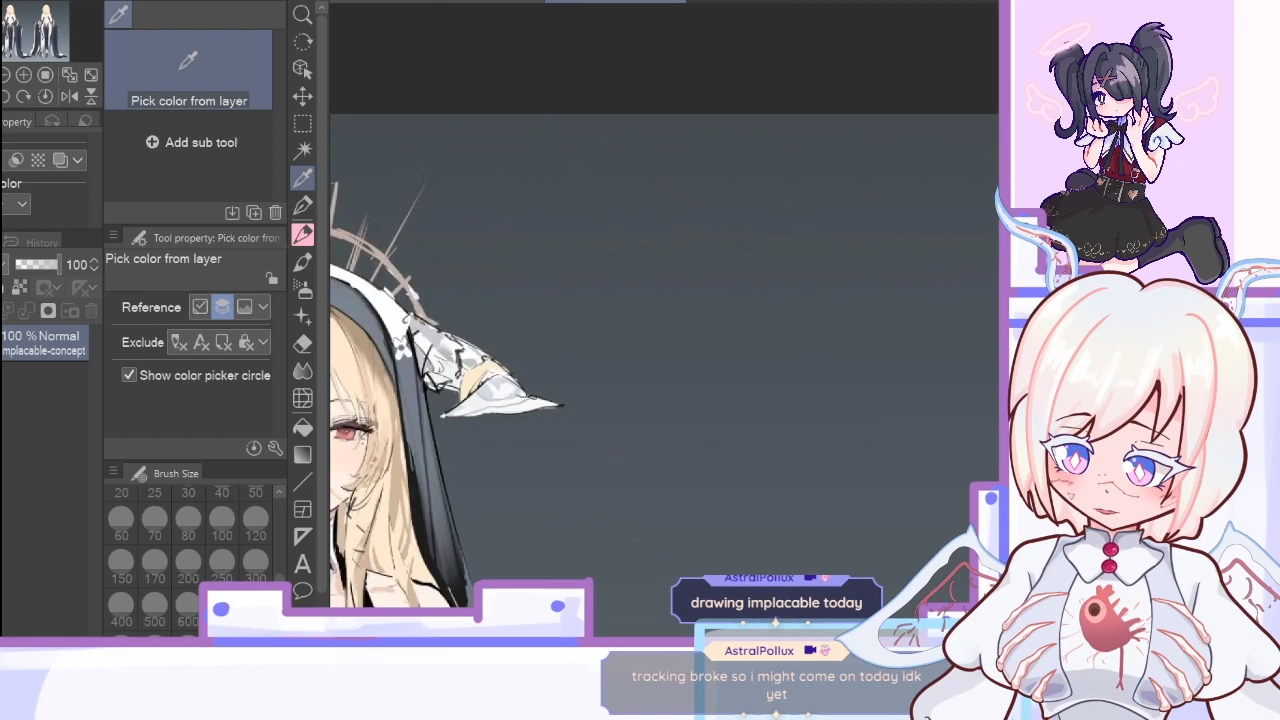 Pick color from layer
Add sub tool
roperty
olor
History
100
100 % Normal
mplacable-concept
Tool property: Pick color from
Pick color from layer
Reference
Exclude
Show color picker circle
Brush Size
20 25 30 40 50
60 70 80 100 120
150 170 200 250 300
400 500 600
A
AstralPollux
drawing implacable today
AstralPollux
tracking broke so i might come on today idk
yet